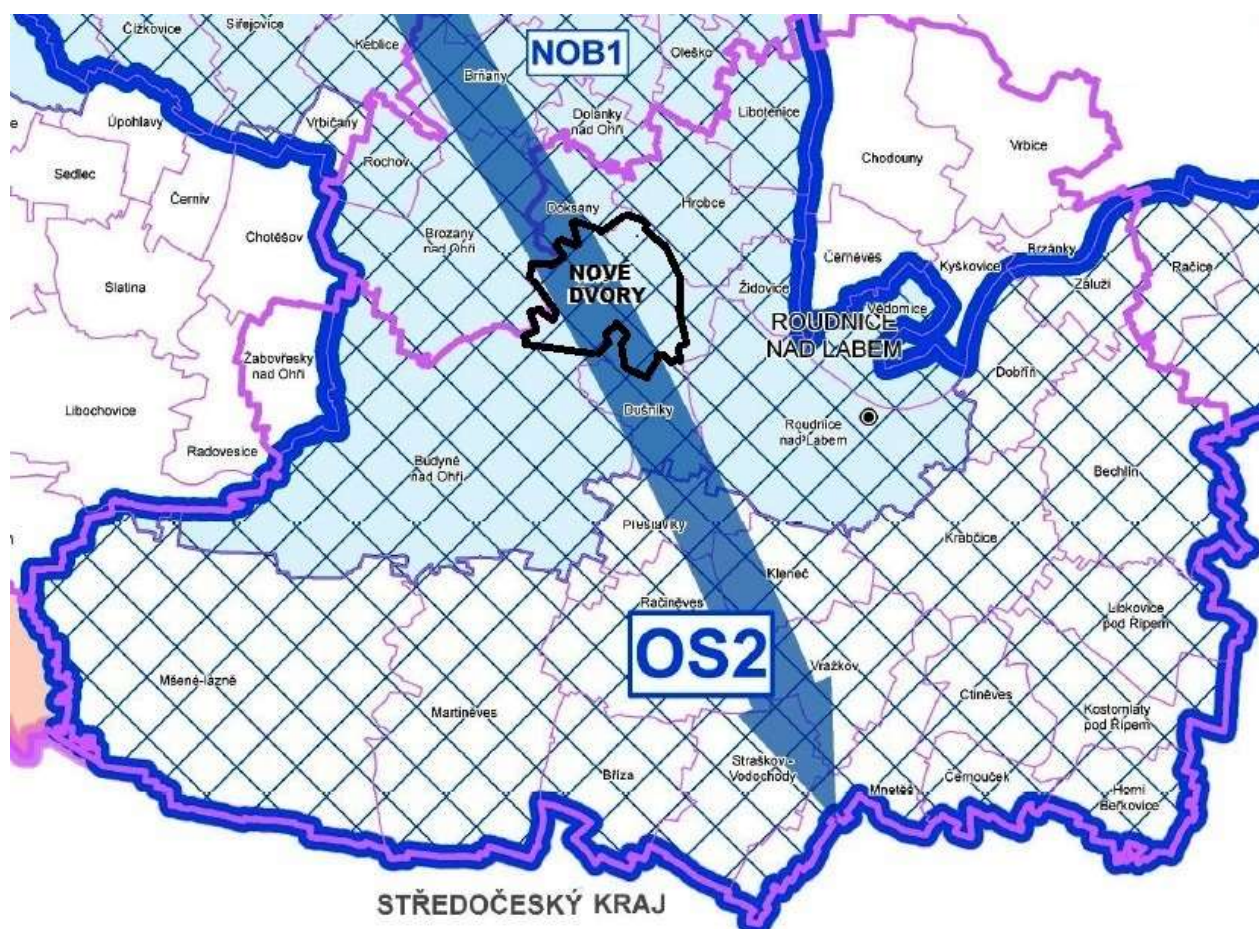 Čížkovice
Siřejovice
Keblice
NOB1
Oleško
Brňany
Úpohlavy
Vrbičany
Dolánky
nad Ohří
Libotenice
Rochov
Chodouny
Vrbice
Sedlec
Černiv
Doksany
Hrobce
Chotěšov
Brozany
nad Ohří
Slatina
NOVÉ
DVORY
Židovice
Černěves
Kyškovice
Brzánky
Záluží
Račice
Vědomice
ROUDNICE
NAD LABEM
Žabovřesky
nad Ohří
Dobříň
Libochovice
Dušníky
Roudnice
nad Labem
Radovesice
Budyně
nad Ohří
Bechlín
Přestavlky
Krabčice
Kleneč
Račiněves
Libkovice
pod Řípem
OS2
Vražkov
Mšené-lázně
Martiněves
Ctiněves
Kostomlaty
pod Řípem
Bříza
Straškov -
Vodochody
Mnetěš
Černouček
Horní
Beřkovice
STŘEDOČESKÝ KRAJ